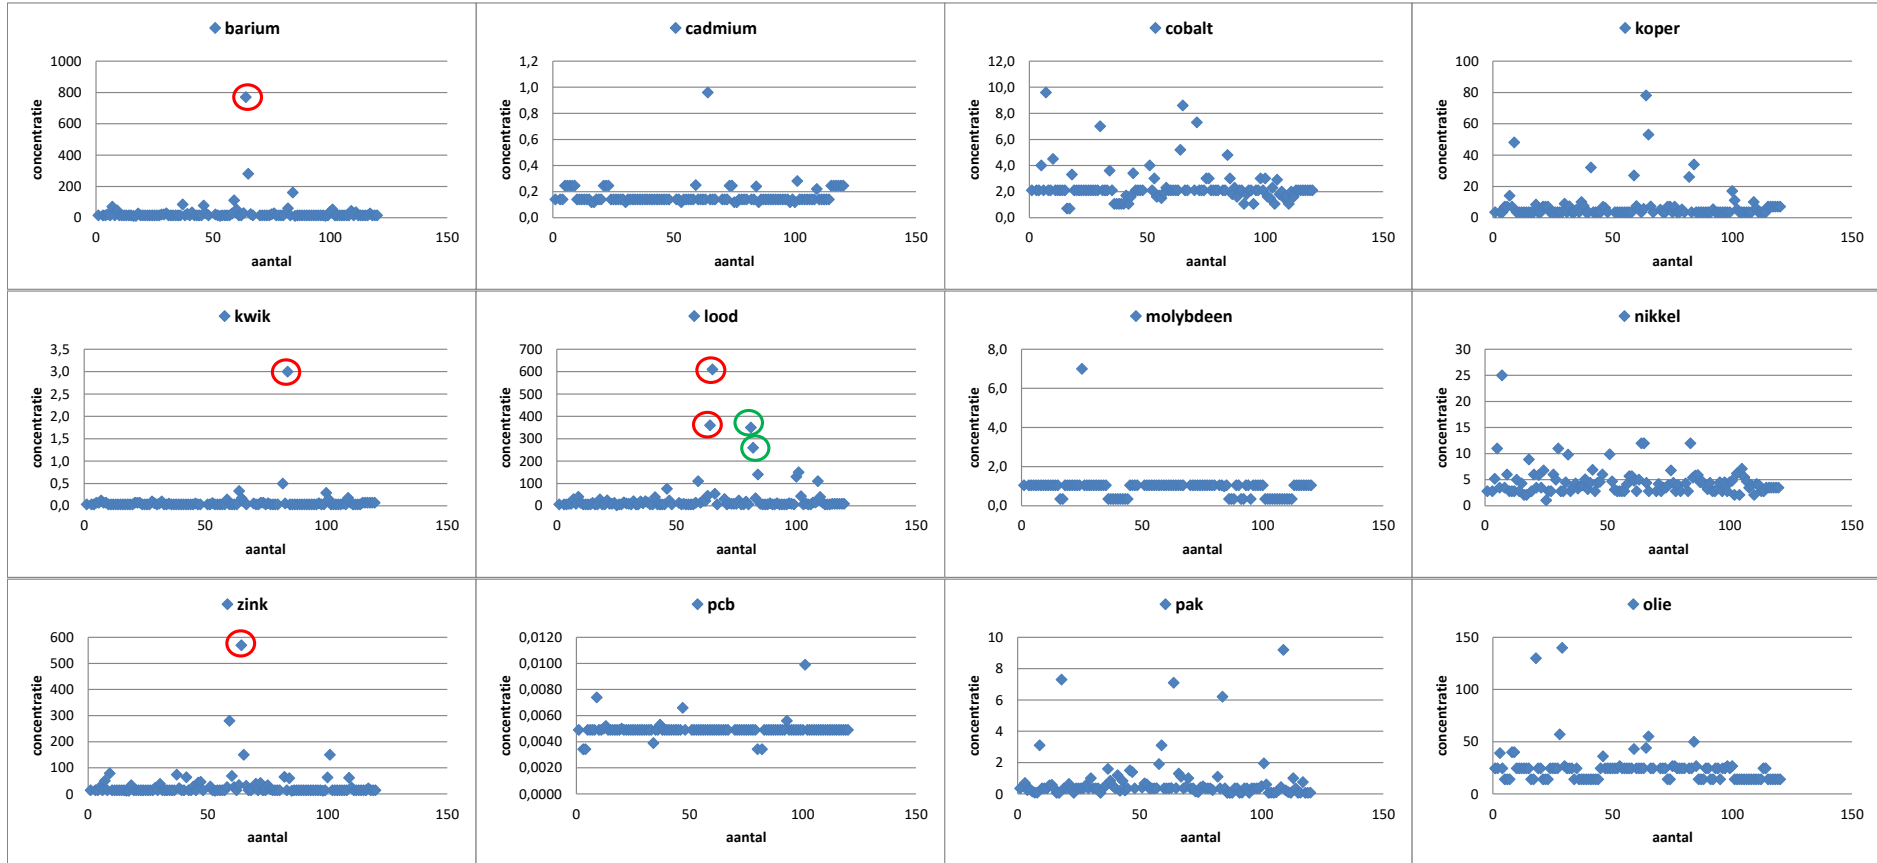 barium
1000
800
600
400
200
0
0 50 100 150
concentratie
aantal
cadmium
1,2
1,0
0,8
0,6
0,4
0,2
0,0
0 50 100 150
concentratie
aantal
cobalt
12,0
10,0
8,0
6,0
4,0
2,0
0,0
0 50 100 150
concentratie
aantal
koper
100
80
60
40
20
0
0 50 100 150
concentratie
aantal
kwik
3,5
3,0
2,5
2,0
1,5
1,0
0,5
0,0
0 50 100 150
concentratie
aantal
lood
700
600
500
400
300
200
100
0
0 50 100 150
concentratie
aantal
molybdeen
8,0
6,0
4,0
2,0
0,0
0 50 100 150
concentratie
aantal
nikkel
30
25
20
15
10
5
0
0 50 100 150
concentratie
aantal
zink
600
500
400
300
200
100
0
0 50 100 150
concentratie
aantal
pcb
0,0120
0,0100
0,0080
0,0060
0,0040
0,0020
0,0000
0 50 100 150
concentratie
aantal
pak
10
8
6
4
2
0
0 50 100 150
concentratie
aantal
olie
150
100
50
0
0 50 100 150
concentratie
aantal